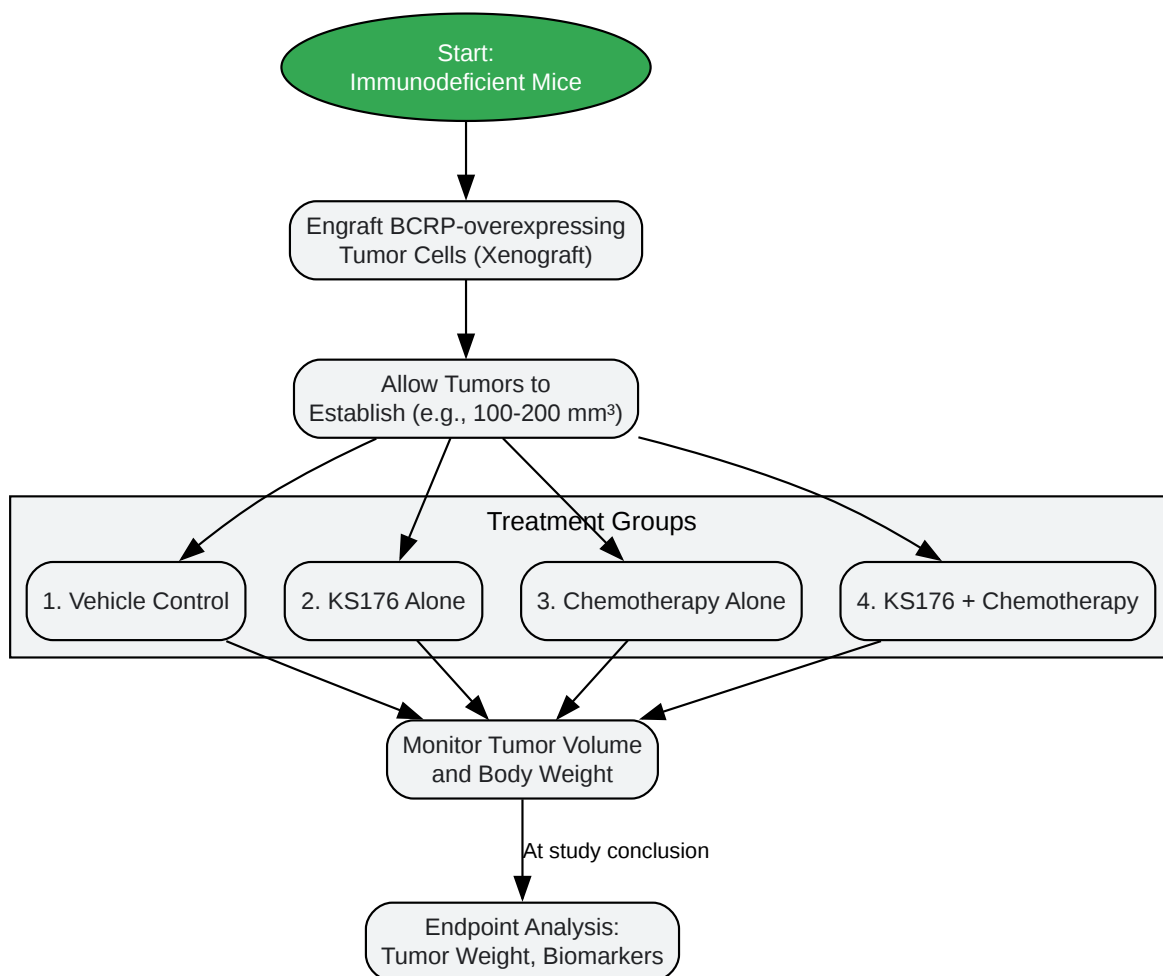 Start:
Immunodeficient Mice
Engraft BCRP-overexpressing
Tumor Cells (Xenograft)
Allow Tumors to
Establish (e.g., 100-200 mm³)
Treatment Groups
1. Vehicle Control
2. KS176 Alone
3. Chemotherapy Alone
4. KS176 + Chemotherapy
Monitor Tumor Volume
and Body Weight
At study conclusion
Endpoint Analysis:
Tumor Weight, Biomarkers